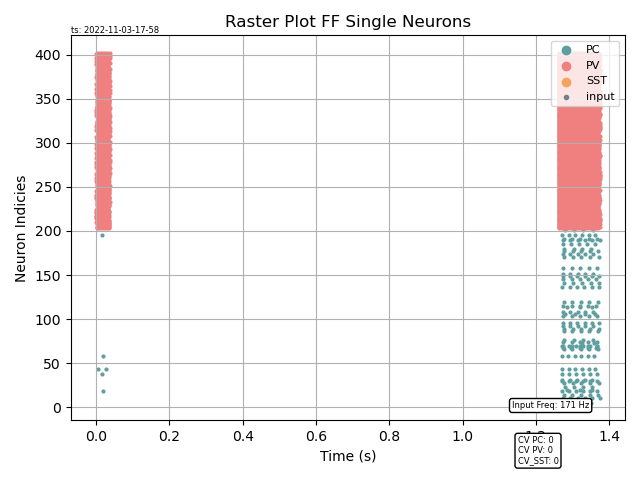 Raster Plot FF Single Neurons
ts: 2022-11-03-17-58
PC
PV
SST
input
Neuron Indicies
400
350
300
250
200
150
100
50
0
Input Freq: 171 Hz
0.0 0.2 0.4 0.6 0.8 1.0 1.2 1.4
Time (s)
CV PC: 0
CV PV: 0
CV_SST: 0